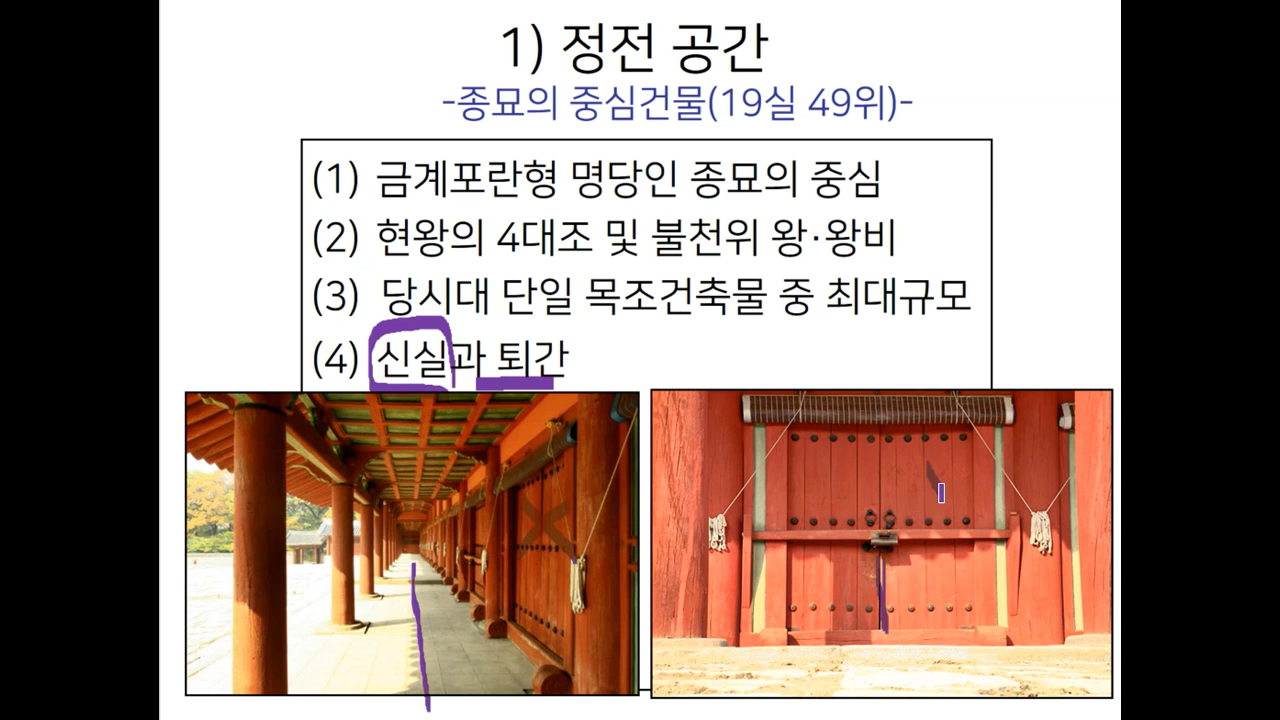 1) 정전 공간
-종묘의 중심건물(19실 49위)-
(1) 금계포란형 명당인 종묘의 중심
(2) 현왕의 4대조 및 불천위 왕·왕비
(3) 당시대 단일 목조건축물 중 최대규모
(4) 신실과 퇴간